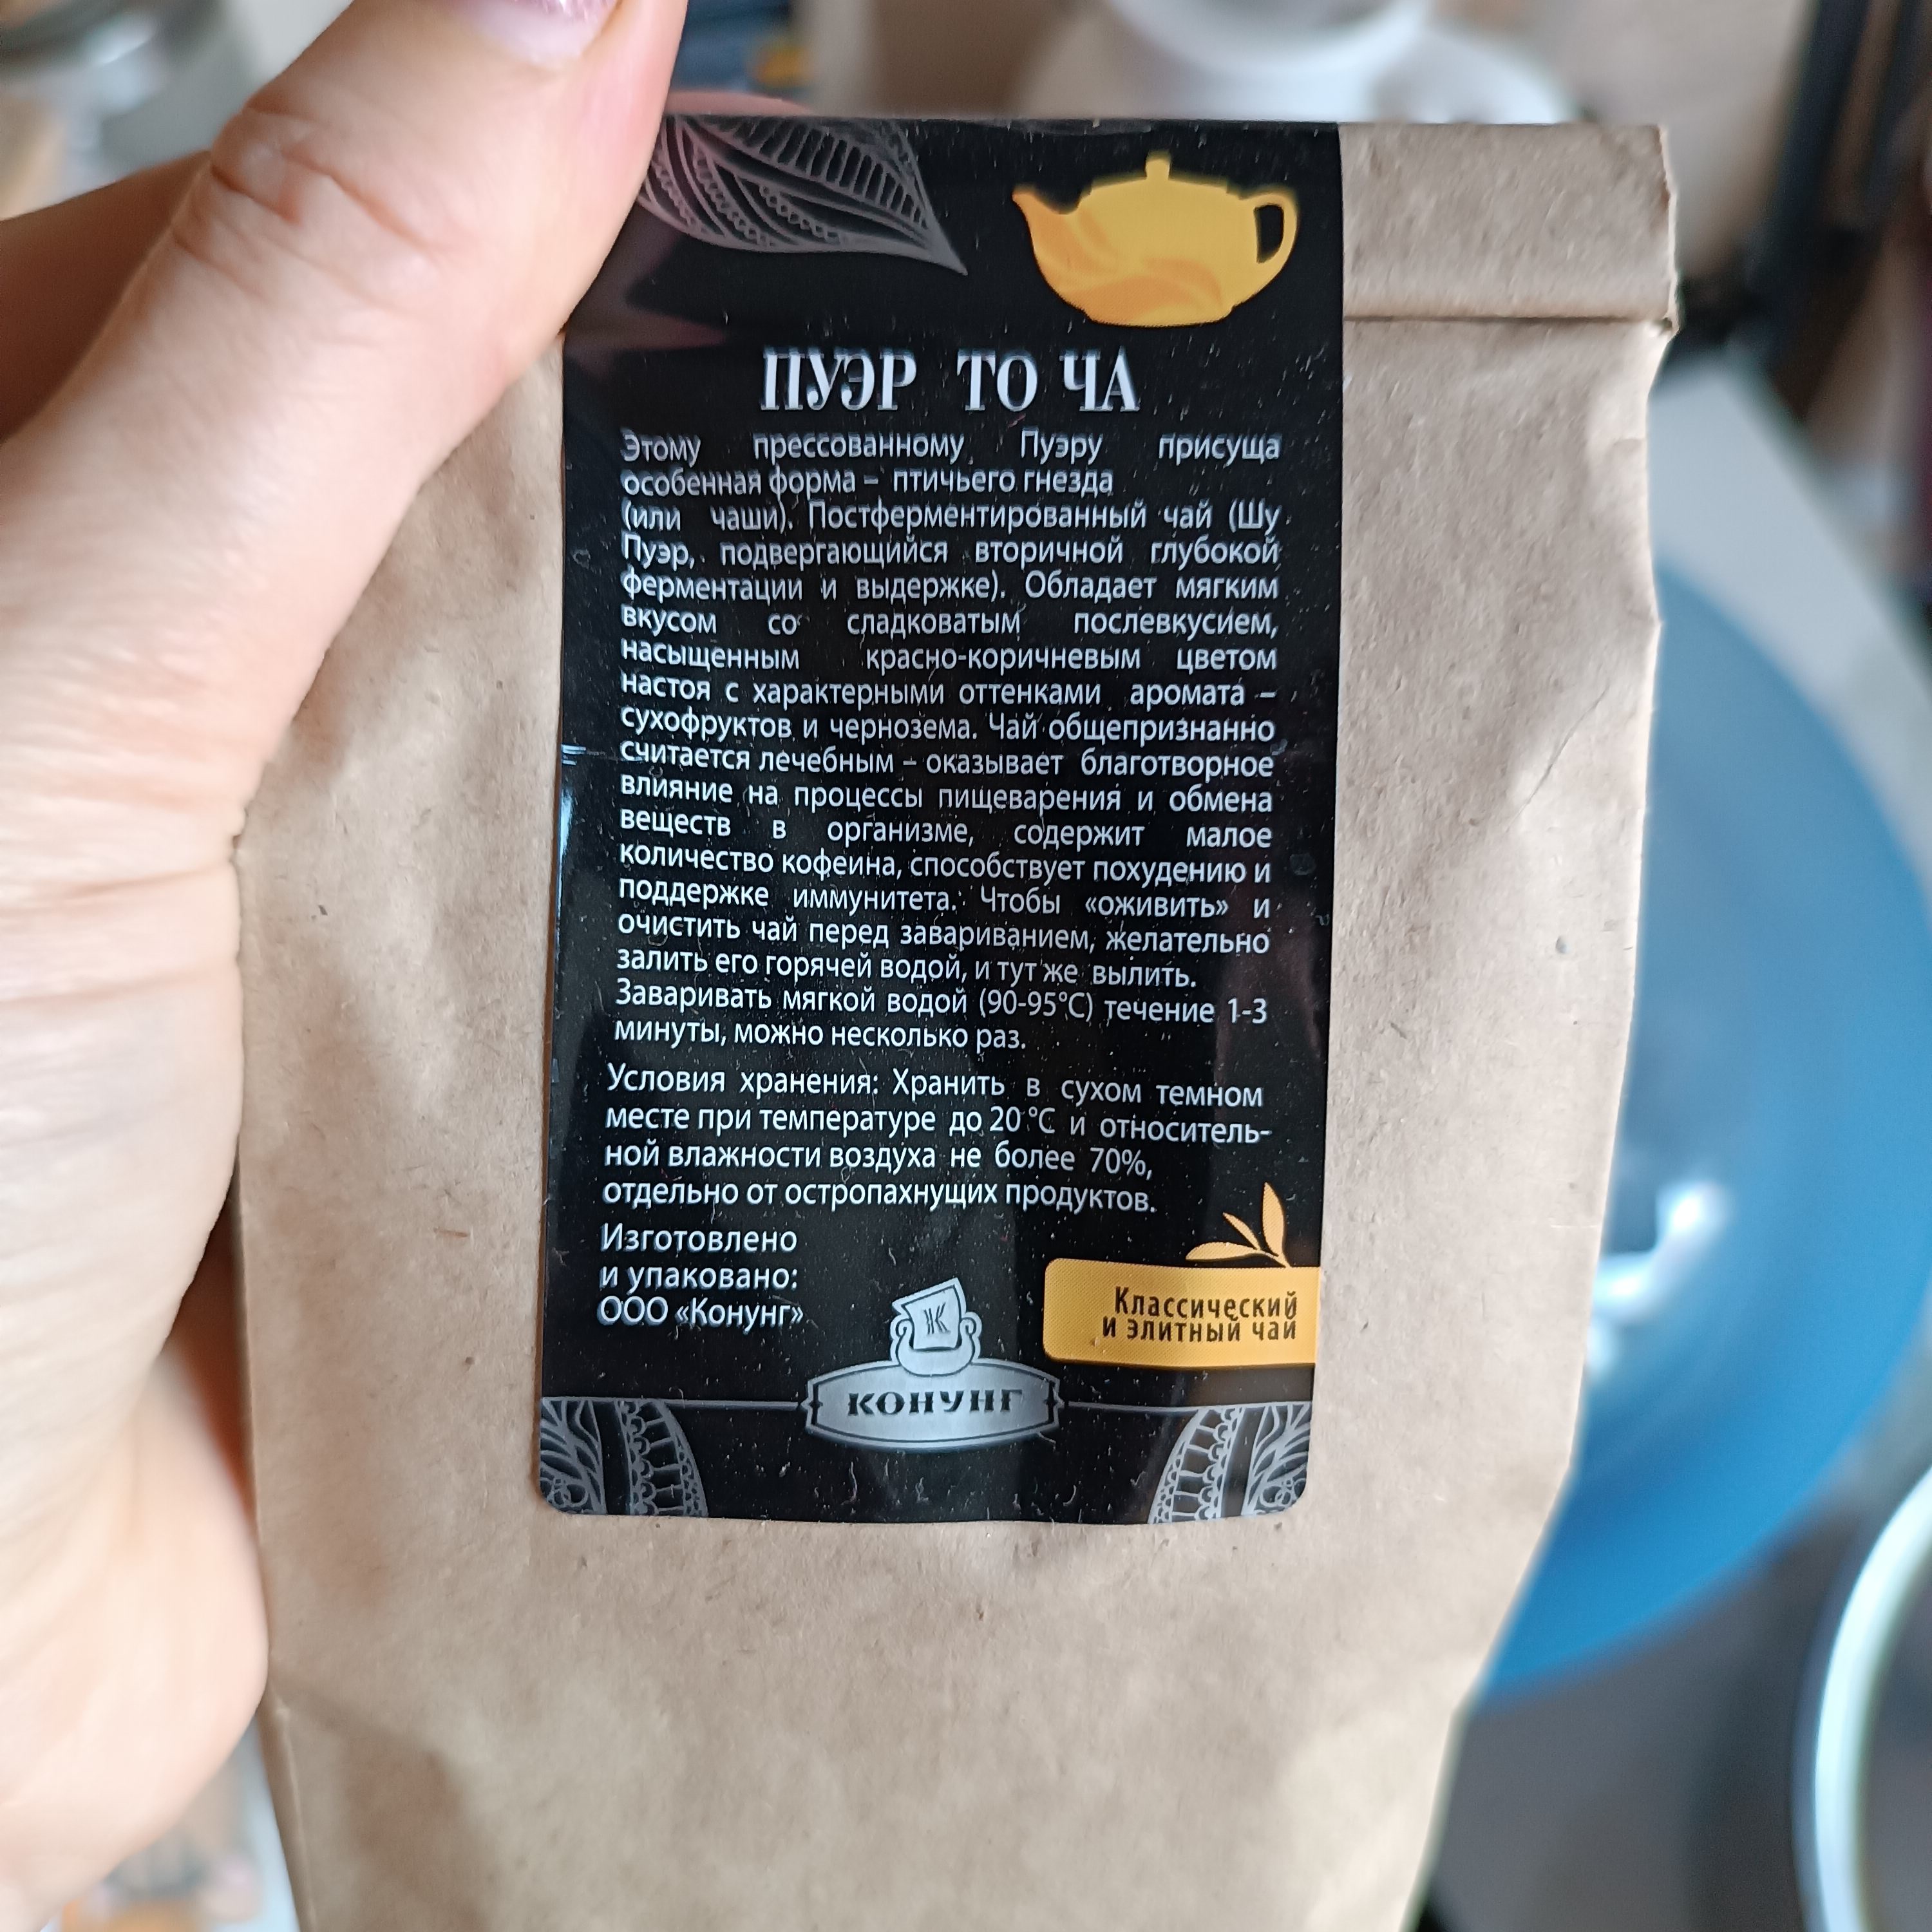 ПУЭР ТО ЧА
Этому прессованному Пуэру присуща
особенная форма – птичьего гнезда
(или чаши). Постферментированный чай (Шу
Пуэр, подвергающийся вторичной глубокой
ферментации и выдержке). Обладает мягким
вкусом со сладковатым послевкусием,
насыщенным красно-коричневым цветом
настоя с характерными оттенками аромата –
сухофруктов и чернозема. Чай общепризнанно
считается лечебным – оказывает благотворное
влияние на процессы пищеварения и обмена
веществ в организме, содержит малое
количество кофеина, способствует похудению и
поддержке иммунитета. Чтобы «оживить» и
очистить чай перед завариванием, желательно
залить его горячей водой, и тут же вылить.
Заваривать мягкой водой (90-95°С) течение 1-3
минуты, можно несколько раз.
Условия хранения: Хранить в сухом темном
месте при температуре до 20 °С и относитель-
ной влажности воздуха не более 70%,
отдельно от остропахнущих продуктов.
Изготовлено
и упаковано:
ООО «Конунг»
Классический
и элитный чай
К
КОНУНГ